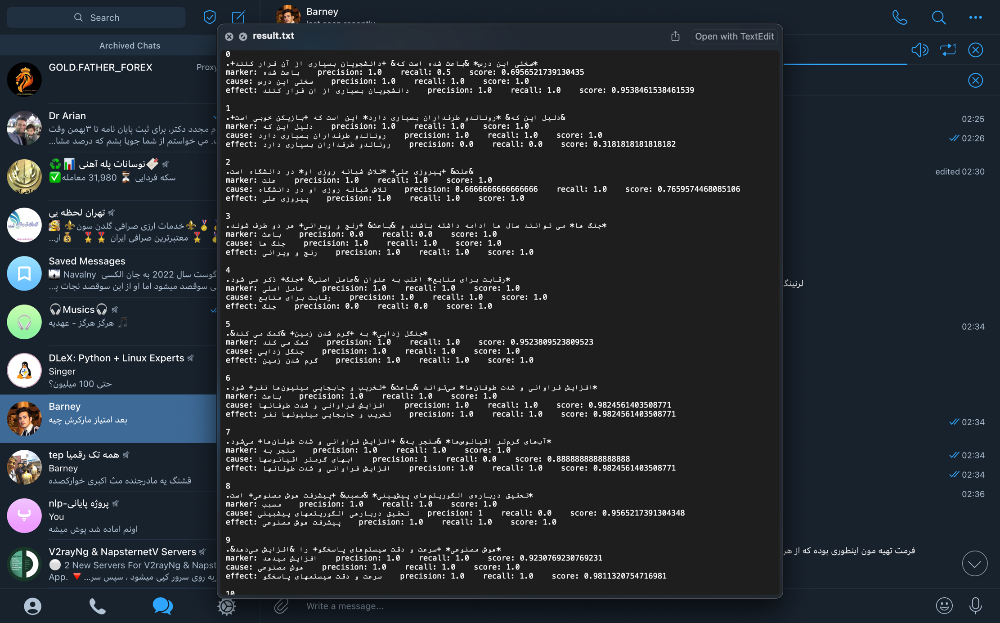 Search
Archived Chats
GOLD.FATHER_FOREX
Proxy
Dr Arian
م مجدد دکتر، برای ثبت پایان نامه تا ۳بهمن وقت
. می خواستم از شما جویا بشم که درصد مشا...
نوسانات پله آهنی
سکه فردایی ⏳ 31,980 معامله✅
تهران لحظه یی
خدمات ارزی صرافی گلدن سون
معتبرترین صرافی ایران
ار...
Saved Messages
Navalny گوست سال 2022 به جان الکسی
ی سوقصد میشود اما او از این سوقصد نجات پ...
🎧Musics🎧
هرگز هرگز - عهدیه
DLeX: Python + Linux Experts
Singer
حتی 100 میلیون؟
Barney
بعد امتیاز مارکرش چیه
همه تک رقمیا tep
Barney
قشنگ یه مادرجنده مث اکبری خوارکصده
پ
پروژه پایانی-nlp
You
اونم اماده شد پوش میشه
V2rayNg & NapsternetV Servers
2 New Servers For V2rayNg & Napst
App. 🔻 ...ربه روی سرور کپی میشود ، سپس سر
Barney
last seen recently
result.txt
Open with TextEdit
0
*سختی این درس* &باعث شده است که& +دانشجویان بسیاری از آن فرار کنند+.
marker: باعث شده precision: 1.0 recall: 0.5 score: 0.6956521739130435
cause: سختی این درس precision: 1.0 recall: 1.0 score: 1.0
effect: دانشجویان بسیاری از ان فرار کنند precision: 1.0 recall: 1.0 score: 0.9538461538461539
1
&دلیل این که& *رونالدو طرفداران بسیاری دارد* این است که +بازیکن خوبی است+.
marker: دلیل این که precision: 1.0 recall: 1.0 score: 1.0
cause: رونالدو طرفداران بسیاری دارد precision: 1.0 recall: 1.0 score: 1.0
effect: رونالدو طرفداران بسیاری دارد precision: 0.0 recall: 0.0 score: 0.3181818181818182
2
&علت& +پیروزی علی+ *تلاش شبانه روزی او* در دانشگاه است.
marker: علت precision: 1.0 recall: 1.0 score: 1.0
cause: تلاش شبانه روزی او در دانشگاه precision: 0.6666666666666666 recall: 1.0 score: 0.7659574468085106
effect: پیروزی علی precision: 1.0 recall: 1.0 score: 1.0
3
*جنگ ها* می توانند سال ها ادامه داشته باشند و &باعث& +رنج و ویرانی+ هر دو طرف شوند.
marker: باعث precision: 0.0 recall: 0.0 score: 1.0
cause: جنگ ها precision: 1.0 recall: 1.0 score: 1.0
effect: رنج و ویرانی precision: 1.0 recall: 1.0 score: 1.0
4
*رقابت برای منابع* اغلب به عنوان &عامل اصلی& +جنگ+ ذکر می شود.
marker: عامل اصلی precision: 1.0 recall: 1.0 score: 1.0
cause: رقابت برای منابع precision: 1.0 recall: 1.0 score: 1.0
effect: جنگ precision: 0.0 recall: 0.0 score: 1.0
5
*جنگل زدایی* به +گرم شدن زمین+ &کمک می کند&.
marker: کمک می کند precision: 1.0 recall: 1.0 score: 0.9523809523809523
cause: جنگل زدایی precision: 1.0 recall: 1.0 score: 1.0
effect: گرم شدن زمین precision: 1.0 recall: 1.0 score: 1.0
6
*افزایش فراوانی و شدت طوفان‌ها* می‌تواند &باعث& +تخریب و جابجایی میلیون‌ها نفر+ شود.
marker: باعث precision: 1.0 recall: 1.0 score: 1.0
cause: افزایش فراوانی و شدت طوفانها precision: 1.0 recall: 1.0 score: 0.9824561403508771
effect: تخریب و جابجایی میلیونها نفر precision: 1.0 recall: 1.0 score: 0.9824561403508771
7
*آب‌های گرم‌تر اقیانوس‌ها* &منجر به& +افزایش فراوانی و شدت طوفان‌ها+ می‌شود.
marker: منجر به precision: 1.0 recall: 1.0 score: 1.0
cause: ابهای گرمتر اقیانوسها precision: 1 recall: 0.0 score: 0.8888888888888888
effect: افزایش فراوانی و شدت طوفانها precision: 1.0 recall: 1.0 score: 0.9824561403508771
8
*تحقیق درباره‌ی الگوریتم‌های پیش‌بینی* &مسبب& +پیشرفت هوش مصنوعی+ است.
marker: مسبب precision: 1.0 recall: 1.0 score: 1.0
cause: تحقیق دربارهی الگوریتمهای پیشبینی precision: 1 recall: 0.0 score: 0.9565217391304348
effect: پیشرفت هوش مصنوعی precision: 1.0 recall: 1.0 score: 1.0
9
*هوش مصنوعی* +سرعت و دقت سیستم‌های پاسخگو+ را &افزایش می‌دهد&.
marker: افزایش میدهد precision: 1.0 recall: 1.0 score: 0.9230769230769231
cause: هوش مصنوعی precision: 1.0 recall: 1.0 score: 1.0
effect: سرعت و دقت سیستمهای پاسخگو precision: 1.0 recall: 1.0 score: 0.9811320754716981
10
02:25
02:26
edited 02:30
لرنینگ
02:34
02:34
02:34
02:34
02:36
فرمت تهیه مون اینطوری بوده که از هر
Write a message...